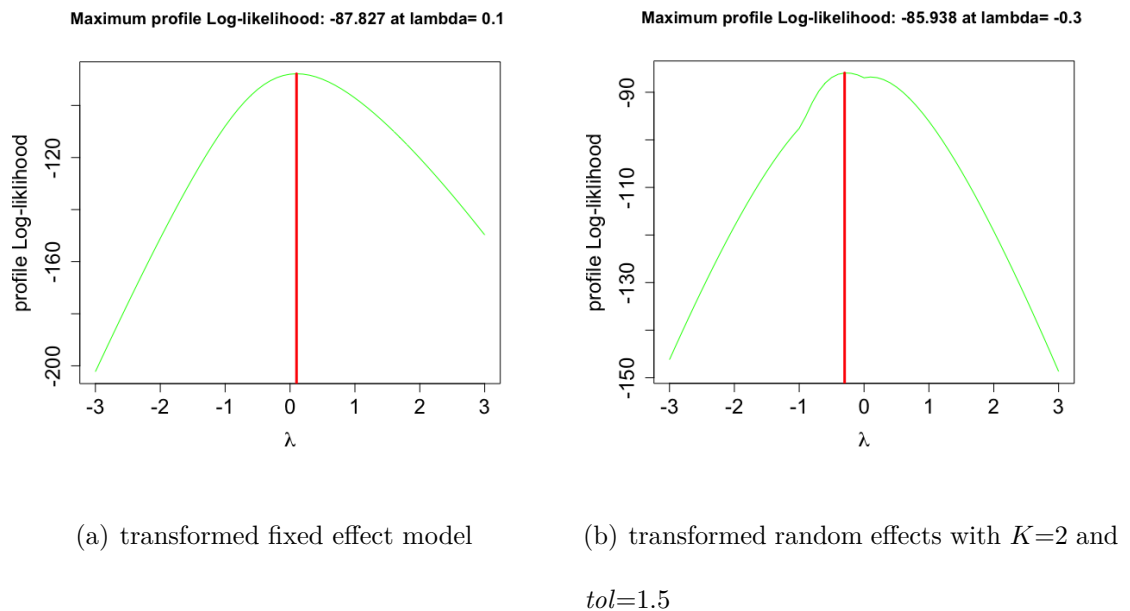 Maximum profile Log-likelihood: -87.827 at lambda= 0.1
profile Log-liklihood
-120
-160
-200
-3 -2 -1 0 1 2 3
λ
(a) transformed fixed effect model
Maximum profile Log-likelihood: -85.938 at lambda= -0.3
profile Log-liklihood
-90
-110
-130
-150
-3 -2 -1 0 1 2 3
λ
(b) transformed random effects with K=2 and
tol=1.5